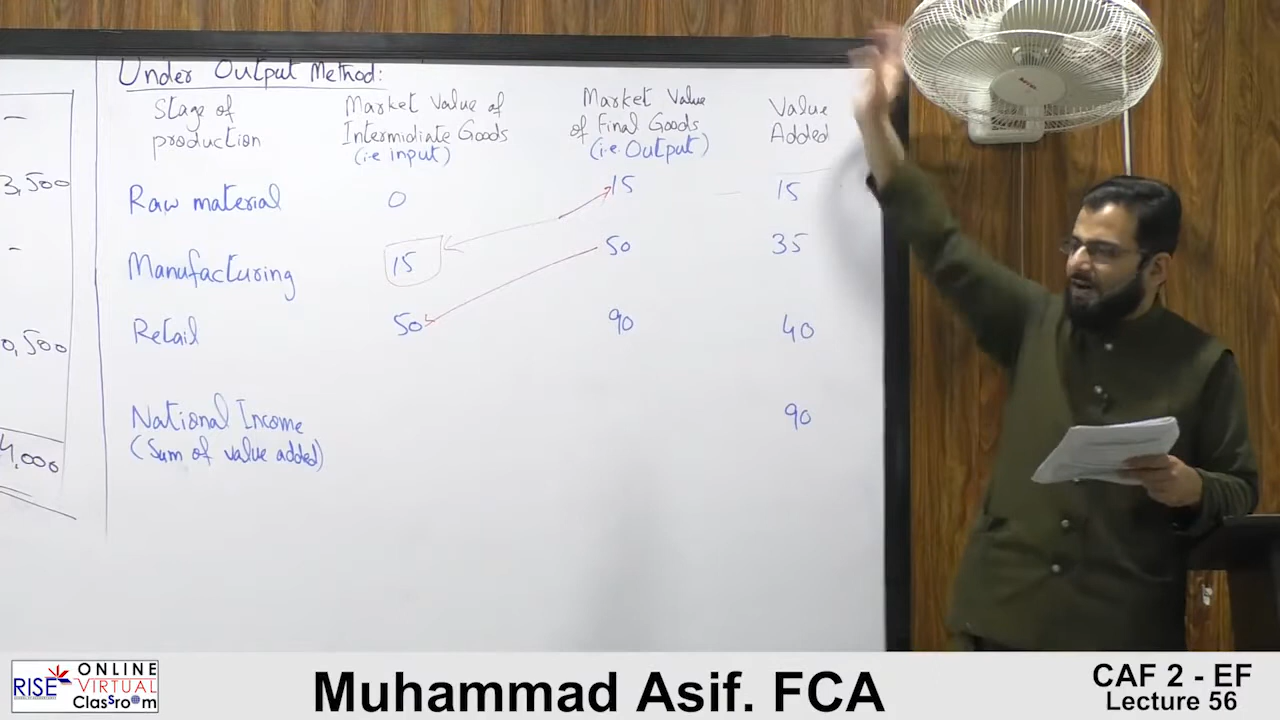 Under Output Method:
Stage of production
Market Value of Intermidiate Goods (i.e input)
Market Value of Final Goods (i.e. Output)
Value Added
Raw material 0 15 15
Manufacturing 15 50 35
Retail 50 90 40
National Income 90
(Sum of value added)
-
3,500
-
0,500
4,000
RISE ONLINE VIRTUAL Classroom
Muhammad Asif. FCA
CAF 2 - EF
Lecture 56